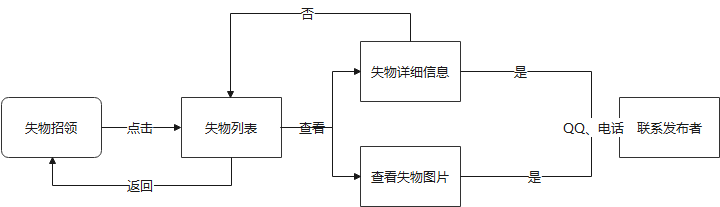 否
失物详细信息
是
失物招领
点击
失物列表
查看
QQ、电话
联系发布者
返回
查看失物图片
是